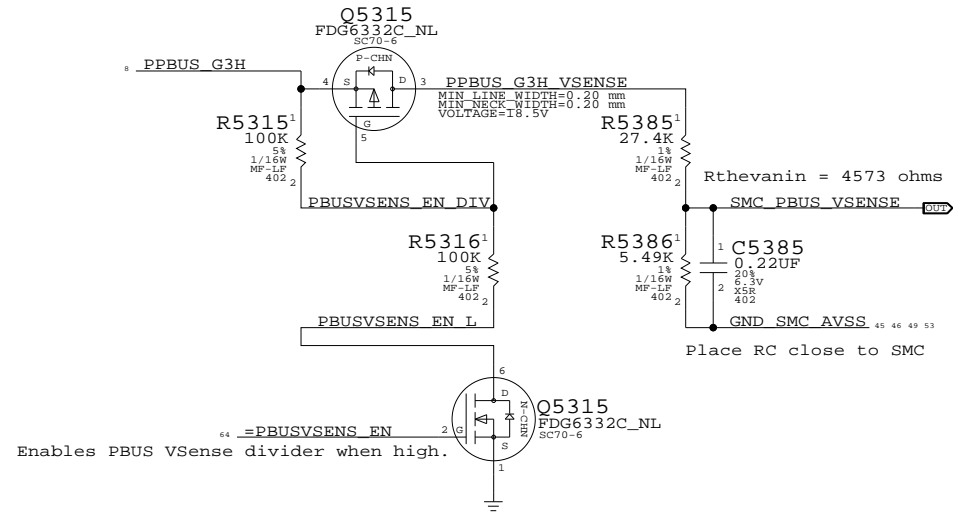 Q5315
FDG6332C_NL
SC70-6
P-CHN
8 PPBUS_G3H
4 S D 3
G
5
PPBUS_G3H_VSENSE
MIN_LINE_WIDTH=0.20 mm
MIN_NECK_WIDTH=0.20 mm
VOLTAGE=18.5V
R5315 1
100K
5%
1/16W
MF-LF
402 2
R5385 1
27.4K
1%
1/16W
MF-LF
402 2
Rthevanin = 4573 ohms
PBUSVSENS_EN_DIV
SMC_PBUS_VSENSE
OUT
R5316 1
100K
5%
1/16W
MF-LF
402 2
R5386 1
5.49K
1%
1/16W
MF-LF
402 2
1 C5385
0.22UF
20%
6.3V
2 X5R
402
PBUSVSENS_EN_L
GND_SMC_AVSS 45 46 49 53
Place RC close to SMC
6
D
N-CHN
Q5315
FDG6332C_NL
SC70-6
64 =PBUSVSENS_EN 2 G
S
1
Enables PBUS VSense divider when high.